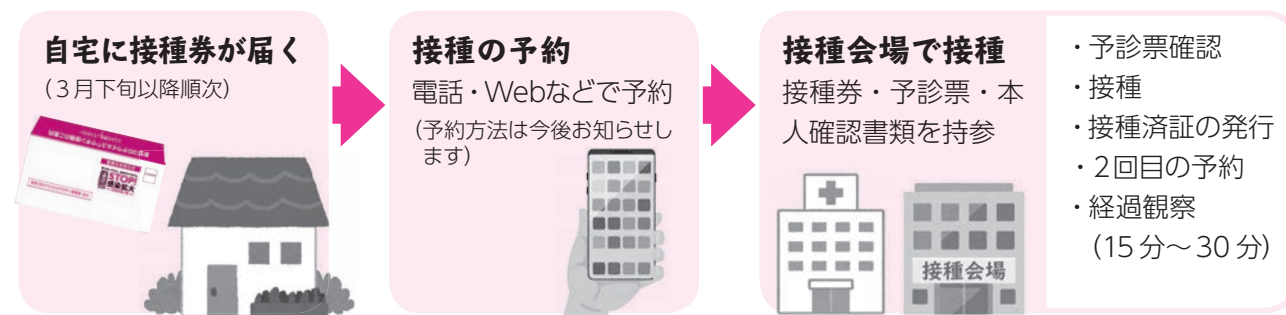 自宅に接種券が届く
(3月下旬以降順次)
STOP!
感染拡大
接種の予約
電話・Webなどで予約
(予約方法は今後お知らせし
ます)
接種会場で接種
接種券・予診票・本
人確認書類を持参
接種会場
・予診票確認
・接種
・接種済証の発行
・2回目の予約
・経過観察
(15分～30分)